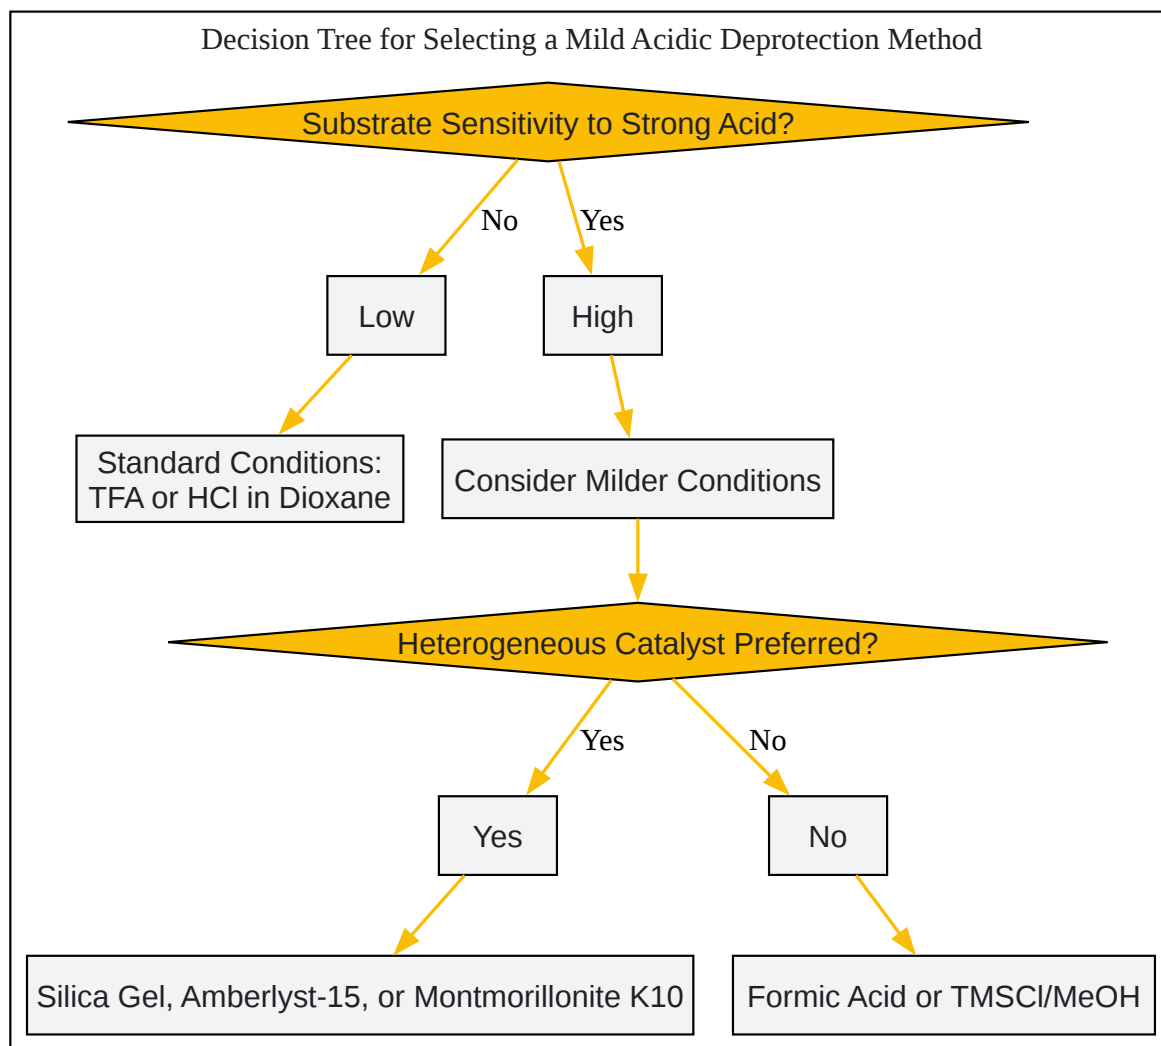 Decision Tree for Selecting a Mild Acidic Deprotection Method
Substrate Sensitivity to Strong Acid?
No
Yes
Low
High
Standard Conditions:
TFA or HCl in Dioxane
Consider Milder Conditions
Heterogeneous Catalyst Preferred?
Yes
No
Yes
No
Silica Gel, Amberlyst-15, or Montmorillonite K10
Formic Acid or TMSCl/MeOH